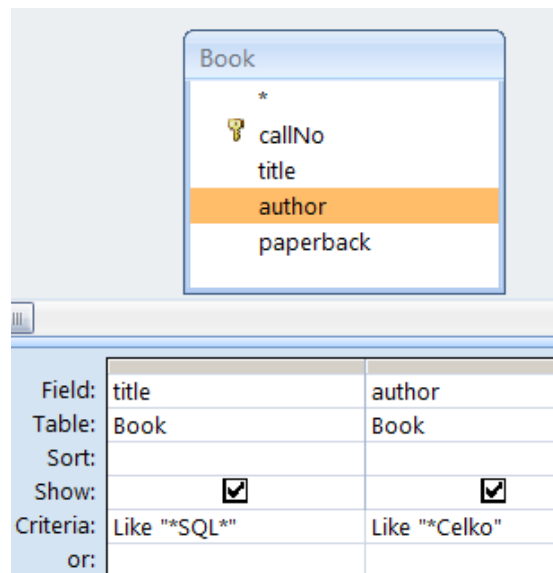 Book
*
callNo
title
author
paperback
Field: title author
Table: Book Book
Sort:
Show:
Criteria: Like "*SQL*" Like "*Celko"
or: